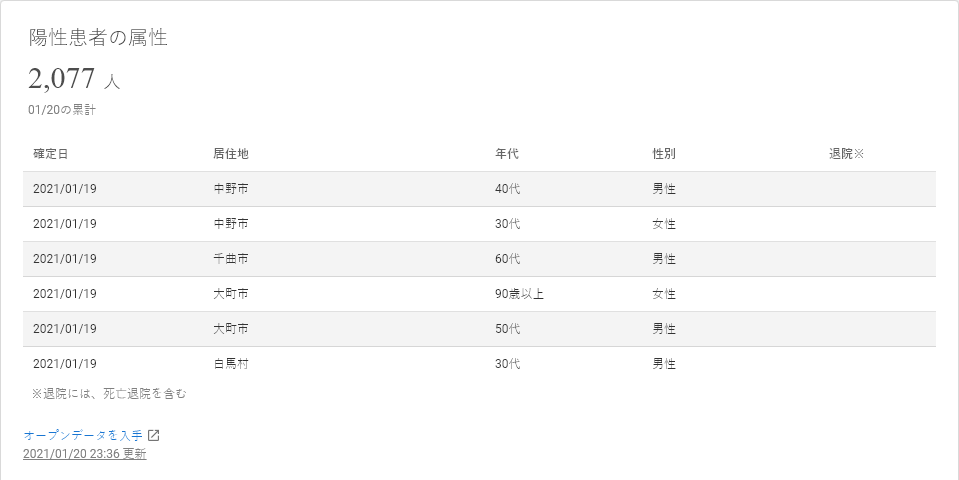 陽性患者の属性
2,077 人
01/20の累計
確定日 居住地 年代 性別 退院※
2021/01/19 中野市 40代 男性
2021/01/19 中野市 30代 女性
2021/01/19 千曲市 60代 男性
2021/01/19 大町市 90歳以上 女性
2021/01/19 大町市 50代 男性
2021/01/19 白馬村 30代 男性
※退院には、死亡退院を含む
オープンデータを入手
2021/01/20 23:36 更新